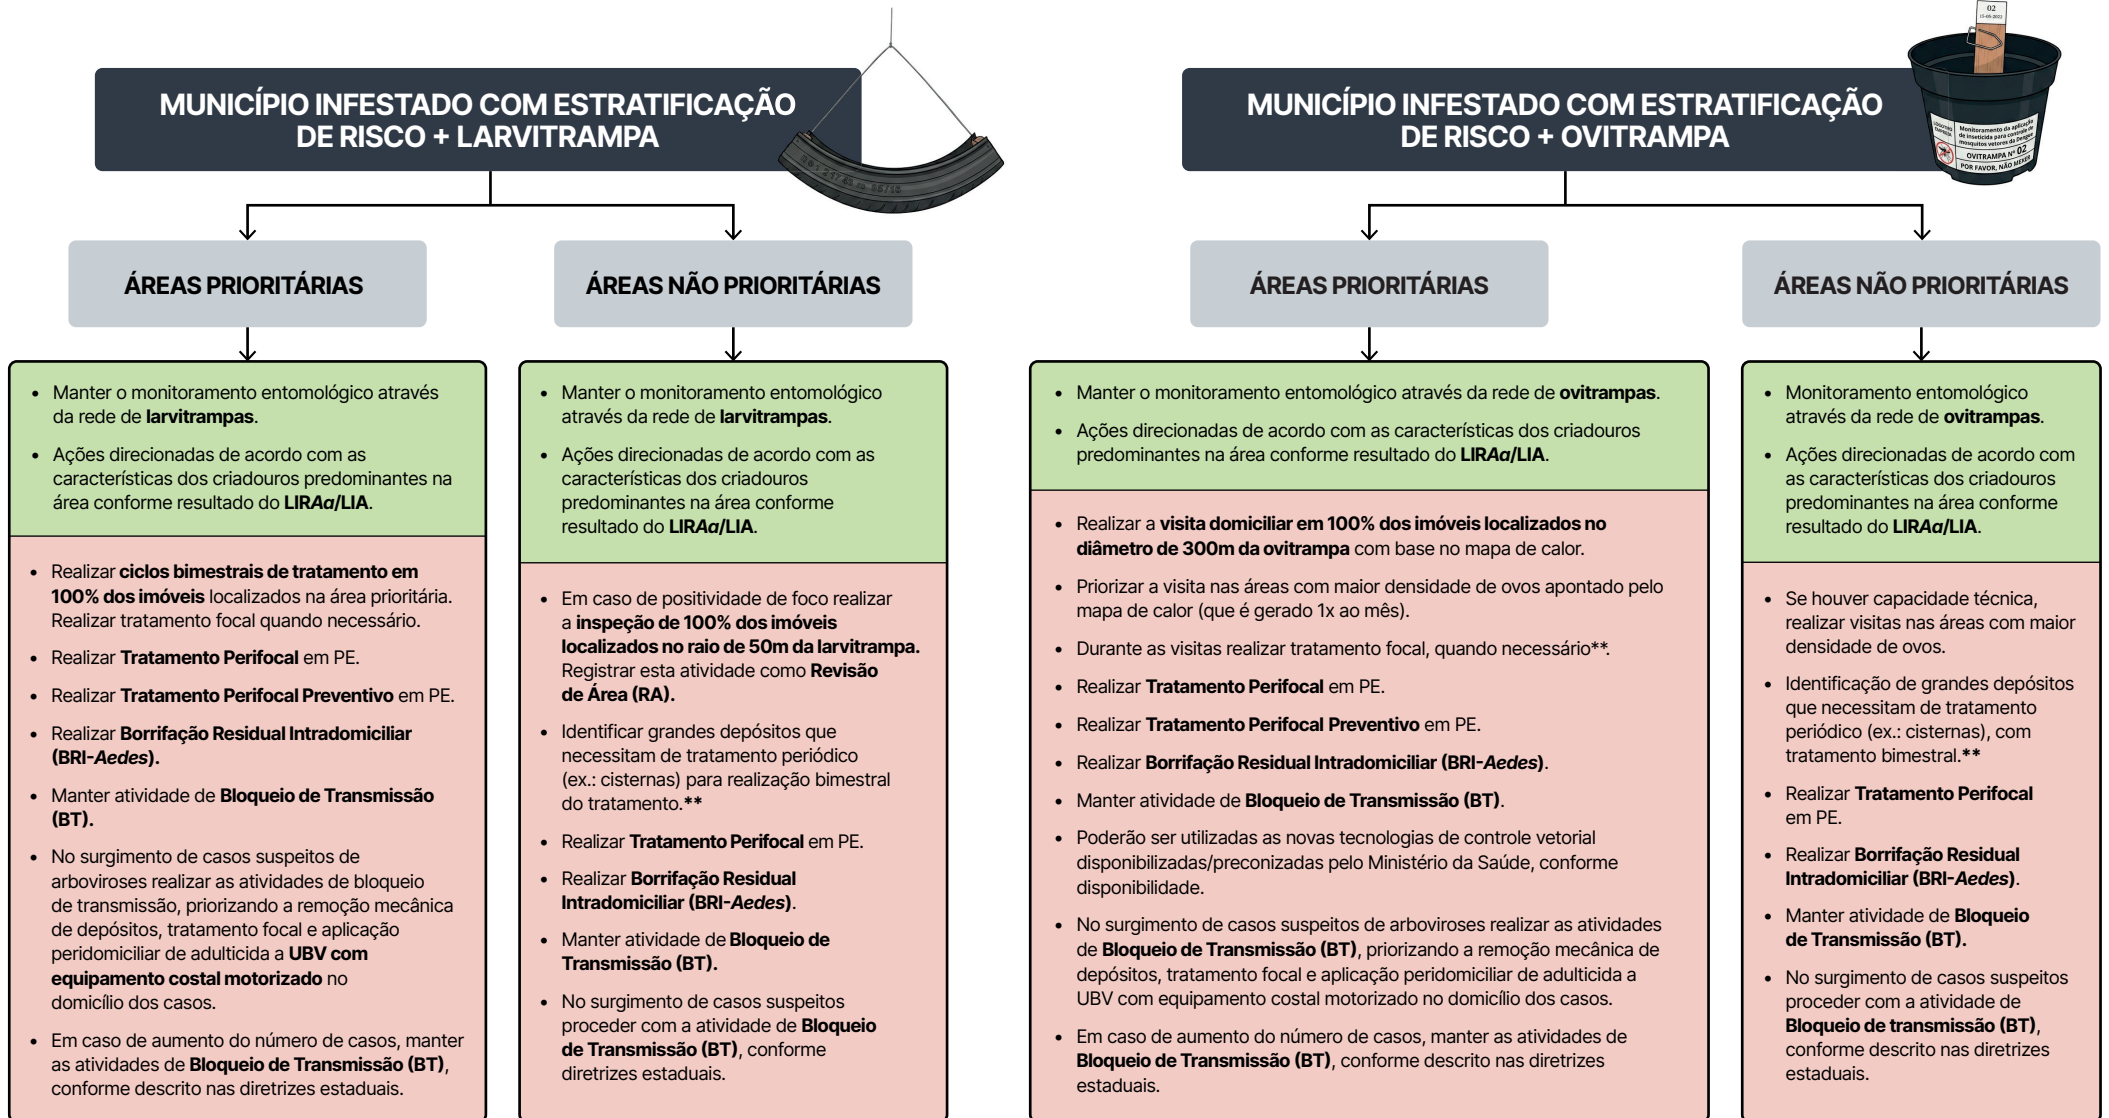 MUNICÍPIO INFESTADO COM ESTRATIFICAÇÃO
DE RISCO + LARVITRAMPA
ÁREAS PRIORITÁRIAS
• Manter o monitoramento entomológico através
da rede de larvitrampas.
• Ações direcionadas de acordo com as
características dos criadouros predominantes na
área conforme resultado do LIRAa/LIA.
• Realizar ciclos bimestrais de tratamento em
100% dos imóveis localizados na área prioritária.
Realizar tratamento focal quando necessário.
• Realizar Tratamento Perifocal em PE.
• Realizar Tratamento Perifocal Preventivo em PE.
• Realizar Borrifação Residual Intradomiciliar
(BRI-Aedes).
• Manter atividade de Bloqueio de Transmissão
(BT).
• No surgimento de casos suspeitos de
arboviroses realizar as atividades de bloqueio
de transmissão, priorizando a remoção mecânica
de depósitos, tratamento focal e aplicação
peridomiciliar de adulticida a UBV com
equipamento costal motorizado no
domicílio dos casos.
• Em caso de aumento do número de casos, manter
as atividades de Bloqueio de Transmissão (BT),
conforme descrito nas diretrizes estaduais.
ÁREAS NÃO PRIORITÁRIAS
• Manter o monitoramento entomológico
através da rede de larvitrampas.
• Ações direcionadas de acordo com as
características dos criadouros
predominantes na área conforme
resultado do LIRAa/LIA.
• Em caso de positividade de foco realizar
a inspeção de 100% dos imóveis
localizados no raio de 50m da larvitrampa.
Registrar esta atividade como Revisão
de Área (RA).
• Identificar grandes depósitos que
necessitam de tratamento periódico
(ex.: cisternas) para realização bimestral
do tratamento.**
• Realizar Tratamento Perifocal em PE.
• Realizar Borrifação Residual
Intradomiciliar (BRI-Aedes).
• Manter atividade de Bloqueio de
Transmissão (BT).
• No surgimento de casos suspeitos
proceder com a atividade de Bloqueio
de Transmissão (BT), conforme
diretrizes estaduais.
MUNICÍPIO INFESTADO COM ESTRATIFICAÇÃO
DE RISCO + OVITRAMPA
02
15-05-2022
LOGO/TIPO
EMPRESA
Monitoramento da aplicação
de inseticida para controle de
mosquitos vetores da Dengue
OVITRAMPA Nº 02
POR FAVOR, NÃO MEXER
ÁREAS PRIORITÁRIAS
• Manter o monitoramento entomológico através da rede de ovitrampas.
• Ações direcionadas de acordo com as características dos criadouros
predominantes na área conforme resultado do LIRAa/LIA.
• Realizar a visita domiciliar em 100% dos imóveis localizados no
diâmetro de 300m da ovitrampa com base no mapa de calor.
• Priorizar a visita nas áreas com maior densidade de ovos apontado pelo
mapa de calor (que é gerado 1x ao mês).
• Durante as visitas realizar tratamento focal, quando necessário**.
• Realizar Tratamento Perifocal em PE.
• Realizar Tratamento Perifocal Preventivo em PE.
• Realizar Borrifação Residual Intradomiciliar (BRI-Aedes).
• Manter atividade de Bloqueio de Transmissão (BT).
• Poderão ser utilizadas as novas tecnologias de controle vetorial
disponibilizadas/preconizadas pelo Ministério da Saúde, conforme
disponibilidade.
• No surgimento de casos suspeitos de arboviroses realizar as atividades
de Bloqueio de Transmissão (BT), priorizando a remoção mecânica de
depósitos, tratamento focal e aplicação peridomiciliar de adulticida a
UBV com equipamento costal motorizado no domicílio dos casos.
• Em caso de aumento do número de casos, manter as atividades de
Bloqueio de Transmissão (BT), conforme descrito nas diretrizes
estaduais.
ÁREAS NÃO PRIORITÁRIAS
• Monitoramento entomológico
através da rede de ovitrampas.
• Ações direcionadas de acordo com
as características dos criadouros
predominantes na área conforme
resultado do LIRAa/LIA.
• Se houver capacidade técnica,
realizar visitas nas áreas com maior
densidade de ovos.
• Identificação de grandes depósitos
que necessitam de tratamento
periódico (ex.: cisternas), com
tratamento bimestral.**
• Realizar Tratamento Perifocal
em PE.
• Realizar Borrifação Residual
Intradomiciliar (BRI-Aedes).
• Manter atividade de Bloqueio
de Transmissão (BT).
• No surgimento de casos suspeitos
proceder com a atividade de
Bloqueio de transmissão (BT),
conforme descrito nas diretrizes
estaduais.